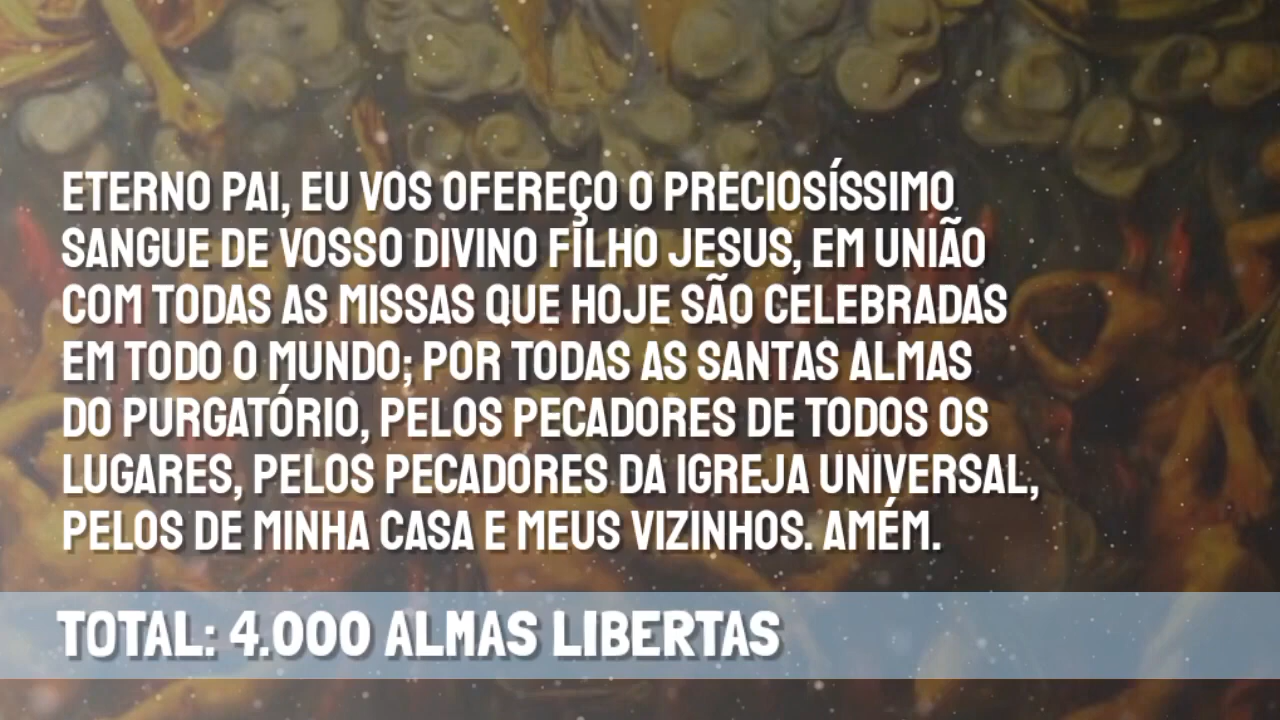 ETERNO PAI, EU VOS OFEREÇO O PRECIOSÍSSIMO
SANGUE DE VOSSO DIVINO FILHO JESUS, EM UNIÃO
COM TODAS AS MISSAS QUE HOJE SÃO CELEBRADAS
EM TODO O MUNDO; POR TODAS AS SANTAS ALMAS
DO PURGATÓRIO, PELOS PECADORES DE TODOS OS
LUGARES, PELOS PECADORES DA IGREJA UNIVERSAL,
PELOS DE MINHA CASA E MEUS VIZINHOS. AMÉM.
TOTAL: 4.000 ALMAS LIBERTAS